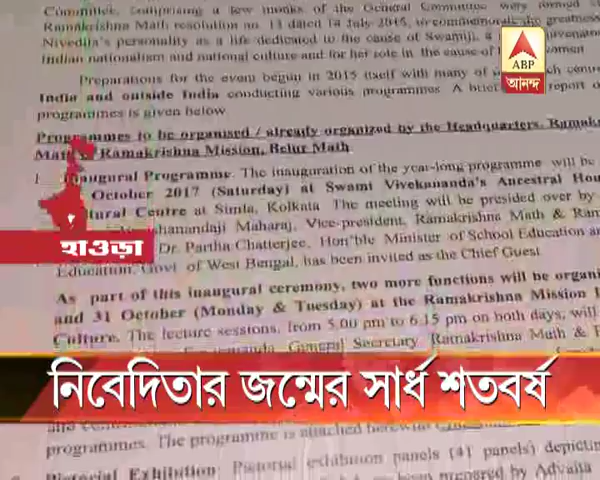 Committee, comprising a few monks of the General Committee were formed
Ramakrishna Math resolution no. 13 dated 14 July 2015, to commemorate the greatness
Nivedita's personality as a life dedicated to the cause of Swamiji, a
Indian nationalism and national culture and for her role in the cause of women
ABP
আনন্দ
Preparations for the event begun in 2015 itself with many of
India and outside India conducting various programmes. A brief report
programmes is given below
Programmes to be organised / already organized by the Headquarters,
Math Ramakrishna Mission, Belur Math
Inaugural Programme. The inauguration of the year-long programme will be
October 2017 (Saturday) at Swami Vivekananda's Ancestral
Centre at Simla, Kolkata. The meeting will be presided over by
Maharaj, Vice-president, Ramakrishna Math &
হাওড়া
Dr. Partha Chatterjee, Hon'ble Minister of School Education
Education, Govt of West Bengal, has been invited as the Chief Guest
As part of this inaugural ceremony, two more functions will be
and 31 October (Monday & Tuesday) at the Ramakrishna Mission
Culture. The lecture sessions, from 5.00 pm to 6.15 pm on both days, will
General Secretary, Ramakrishna Math &
নিবেদিতার জন্মের সার্ধ শতবর্ষ
programmes. The programme is attached herewith
Pictorial Exhibition: Pictorial exhibition panels (41 panels)
been prepared by Advaita